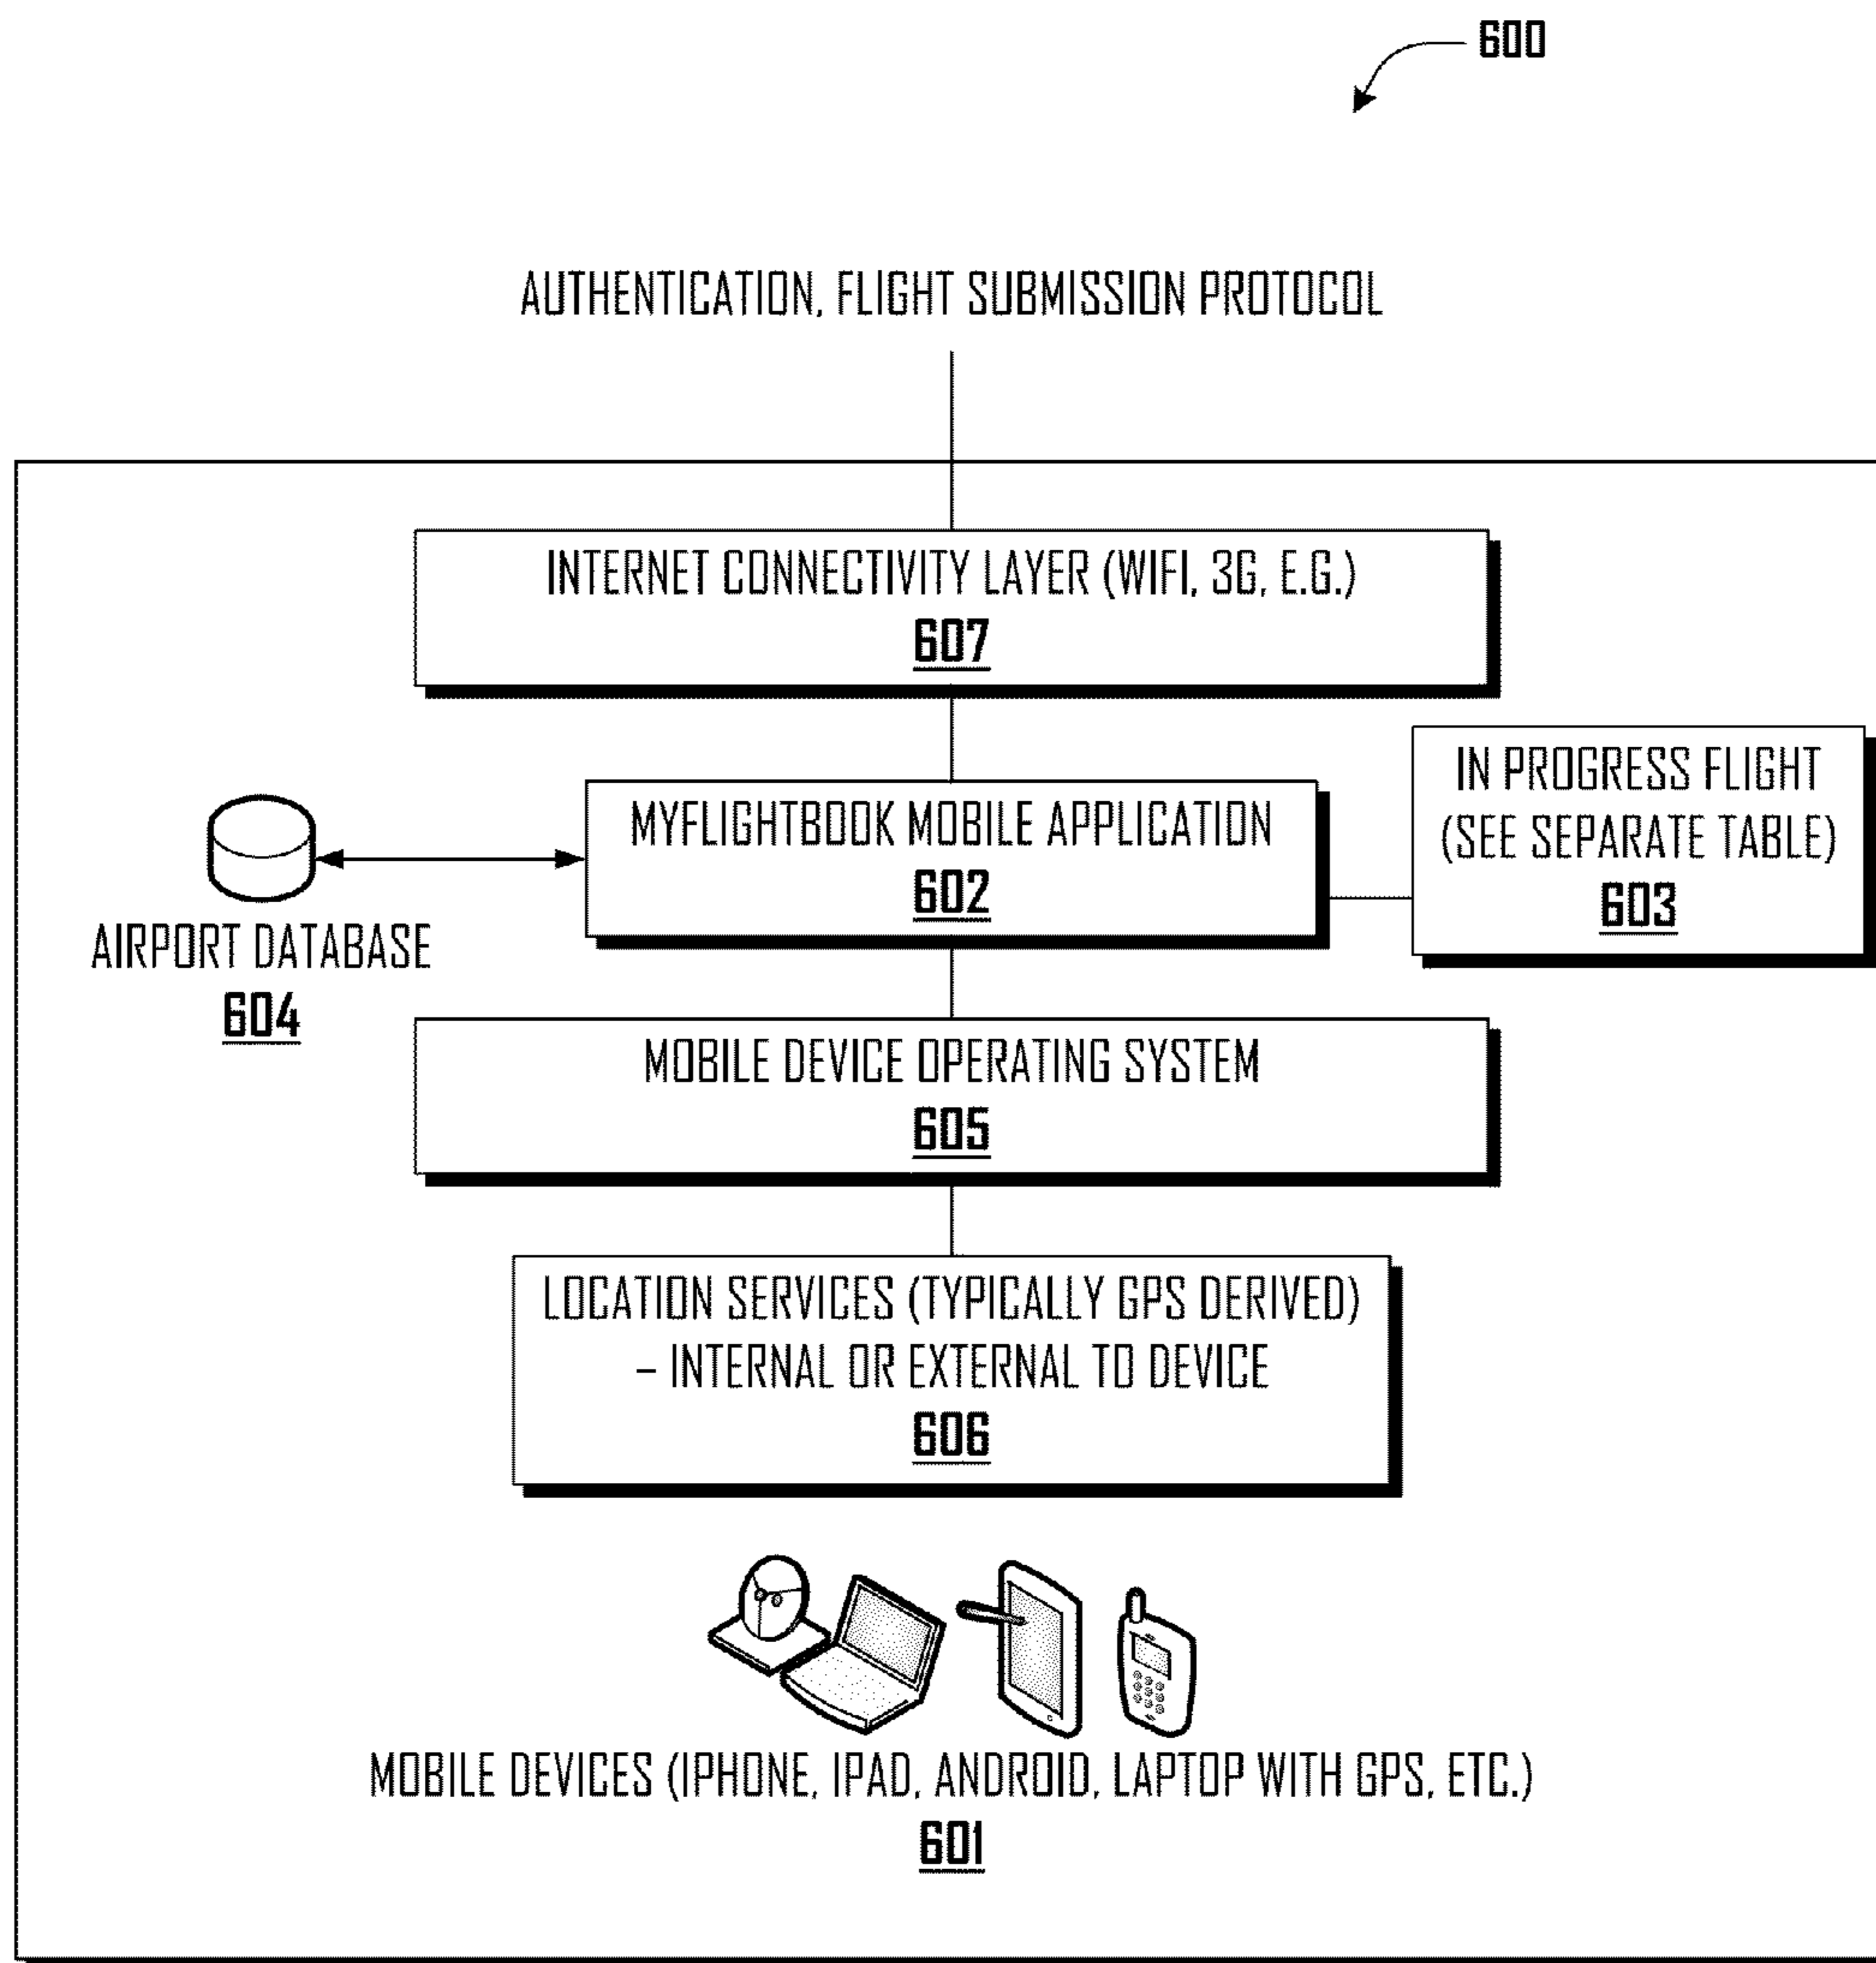 600
AUTHENTICATION, FLIGHT SUBMISSION PROTOCOL
INTERNET CONNECTIVITY LAYER (WIFI, 3G, E.G.)
607
MYFLIGHTBOOK MOBILE APPLICATION
602
IN PROGRESS FLIGHT
(SEE SEPARATE TABLE)
603
AIRPORT DATABASE
604
MOBILE DEVICE OPERATING SYSTEM
605
LOCATION SERVICES (TYPICALLY GPS DERIVED)
– INTERNAL OR EXTERNAL TO DEVICE
606
MOBILE DEVICES (IPHONE, IPAD, ANDROID, LAPTOP WITH GPS, ETC.)
601